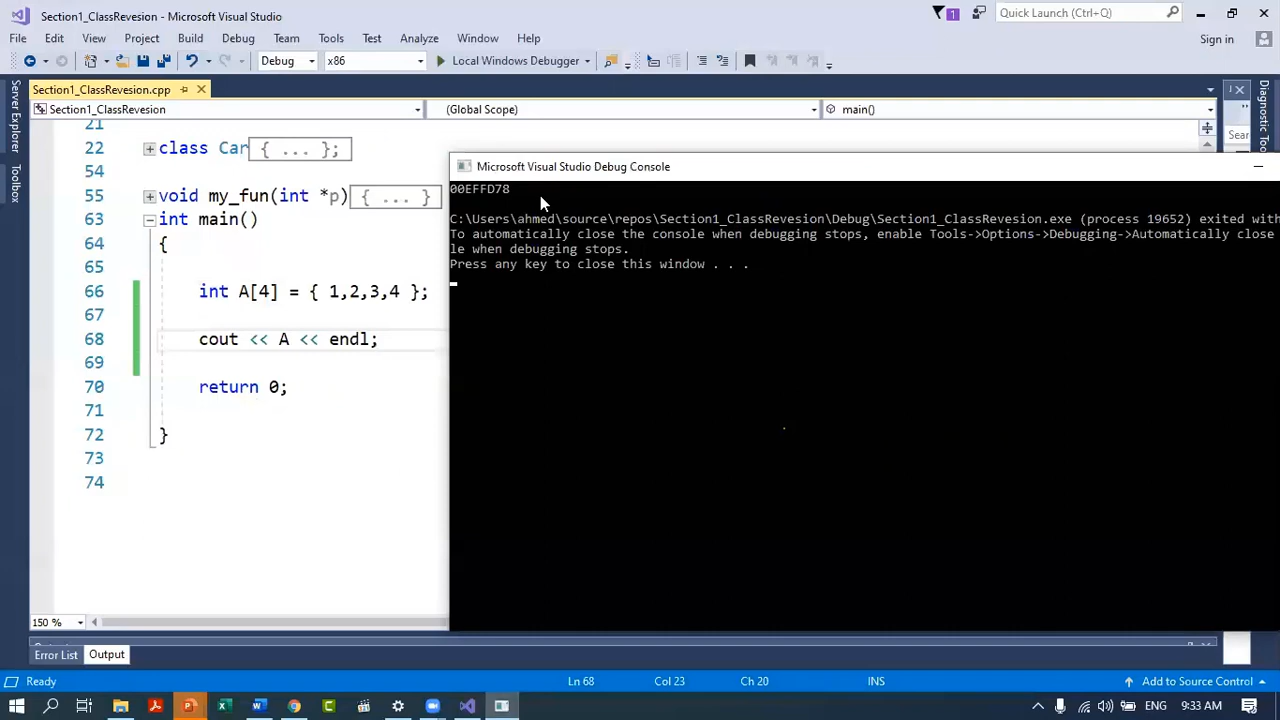 Section1_ClassRevesion - Microsoft Visual Studio
1
Quick Launch (Ctrl+Q)
File Edit View Project Build Debug Team Tools Test Analyze Window Help
Sign in
Debug x86 Local Windows Debugger
Section1_ClassRevesion.cpp
Section1_ClassRevesion (Global Scope) main()
Server Explorer
Toolbox
Diagnostic
Sear
21
22 class Car { ... };
54
55 void my_fun(int *p) { ... }
63 int main()
64 {
65
66 int A[4] = { 1,2,3,4 };
67
68 cout << A << endl;
69
70 return 0;
71
72 }
73
74
Microsoft Visual Studio Debug Console
00EFFD78
C:\Users\ahmed\source\repos\Section1_ClassRevesion\Debug\Section1_ClassRevesion.exe (process 19652) exited with
To automatically close the console when debugging stops, enable Tools->Options->Debugging->Automatically close
le when debugging stops.
Press any key to close this window . . .
150 %
Error List Output
Ready Ln 68 Col 23 Ch 20 INS Add to Source Control
ENG 9:33 AM